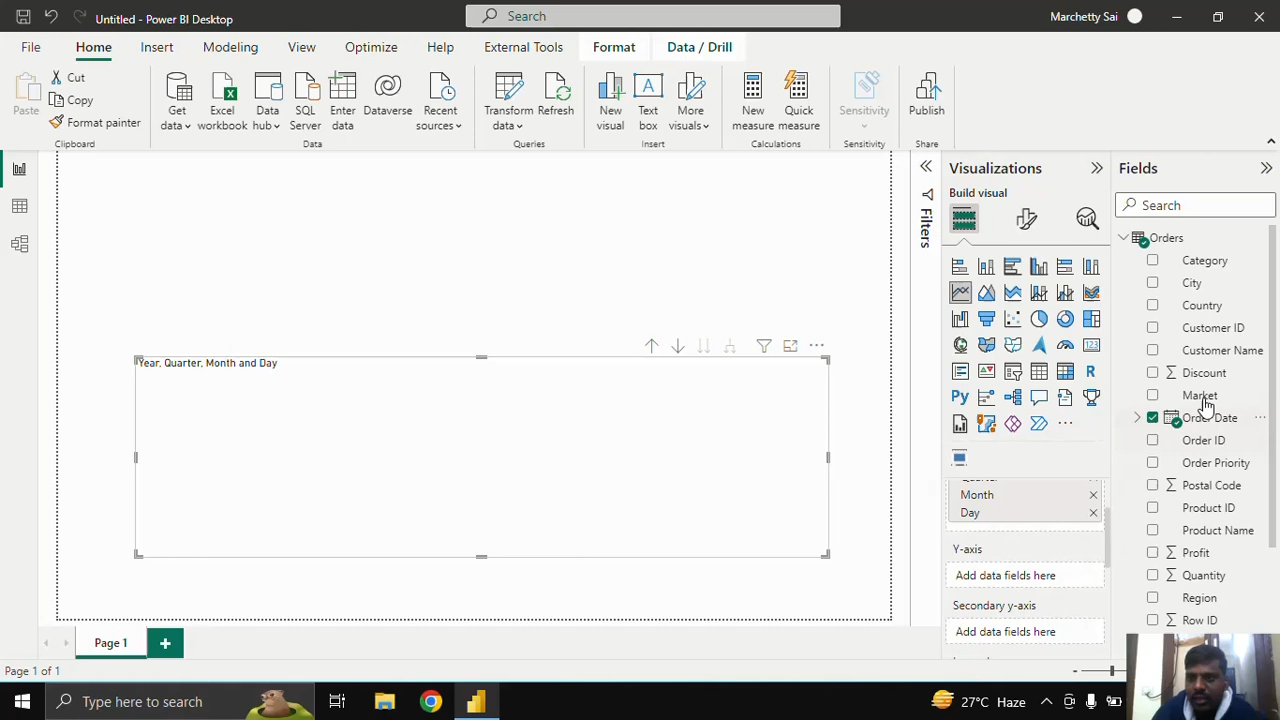 Untitled - Power BI Desktop
Search
Marchetty Sai
File
Home
Insert
Modeling
View
Optimize
Help
External Tools
Format
Data / Drill
Paste
Cut
Copy
Format painter
Clipboard
Get data
Excel workbook
Data hub
SQL Server
Enter data
Dataverse
Recent sources
Data
Transform data
Refresh
Queries
New visual
Text box
More visuals
Insert
New measure
Quick measure
Calculations
Sensitivity
Sensitivity
Publish
Share
Year, Quarter, Month and Day
Filters
Visualizations
Build visual
123
R
Py
Month
Day
Y-axis
Add data fields here
Secondary y-axis
Add data fields here
Fields
Search
Orders
Category
City
Country
Customer ID
Customer Name
Discount
Market
Order Date
Order ID
Order Priority
Postal Code
Product ID
Product Name
Profit
Quantity
Region
Row ID
Page 1
Page 1 of 1
Type here to search
27°C Haze